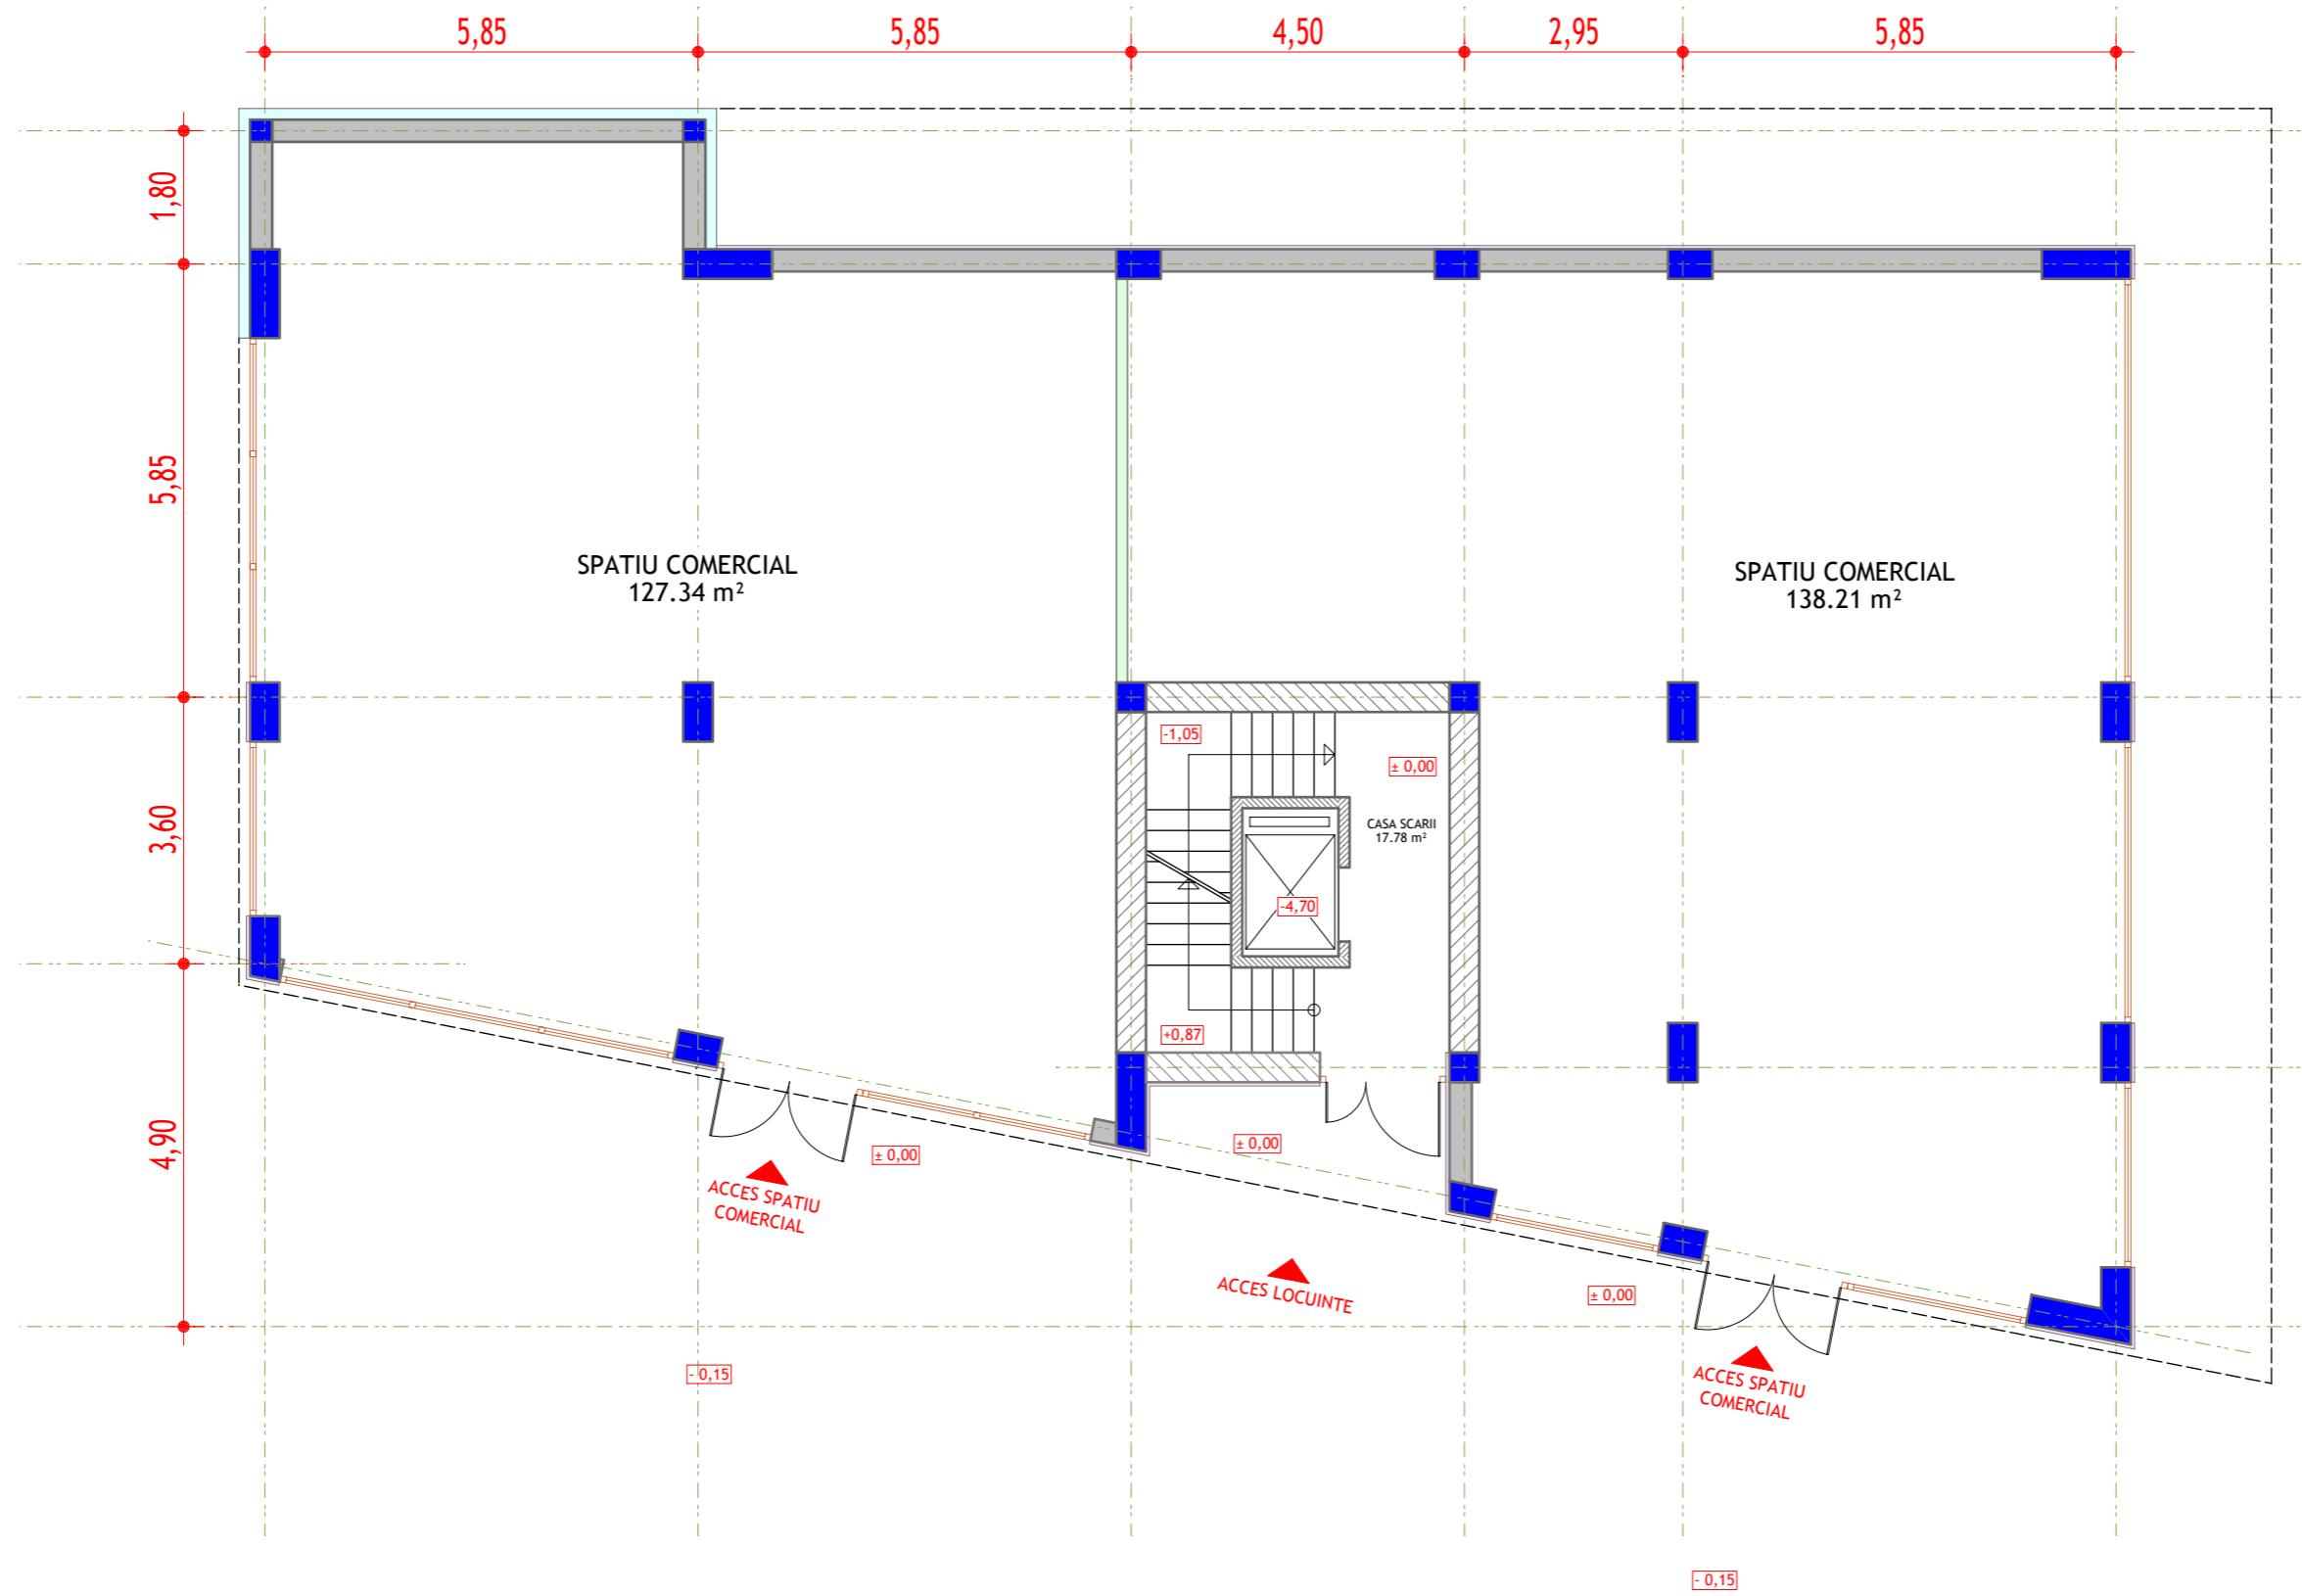 5,85
5,85
4,50
2,95
5,85
1,80
5,85
3,60
4,90
SPATIU COMERCIAL
127.34 m²
SPATIU COMERCIAL
138.21 m²
-1,05
± 0,00
CASA SCARII
17.78 m²
-4,70
+0,87
± 0,00
± 0,00
ACCES SPATIU
COMERCIAL
ACCES LOCUINTE
± 0,00
ACCES SPATIU
COMERCIAL
- 0,15
- 0,15